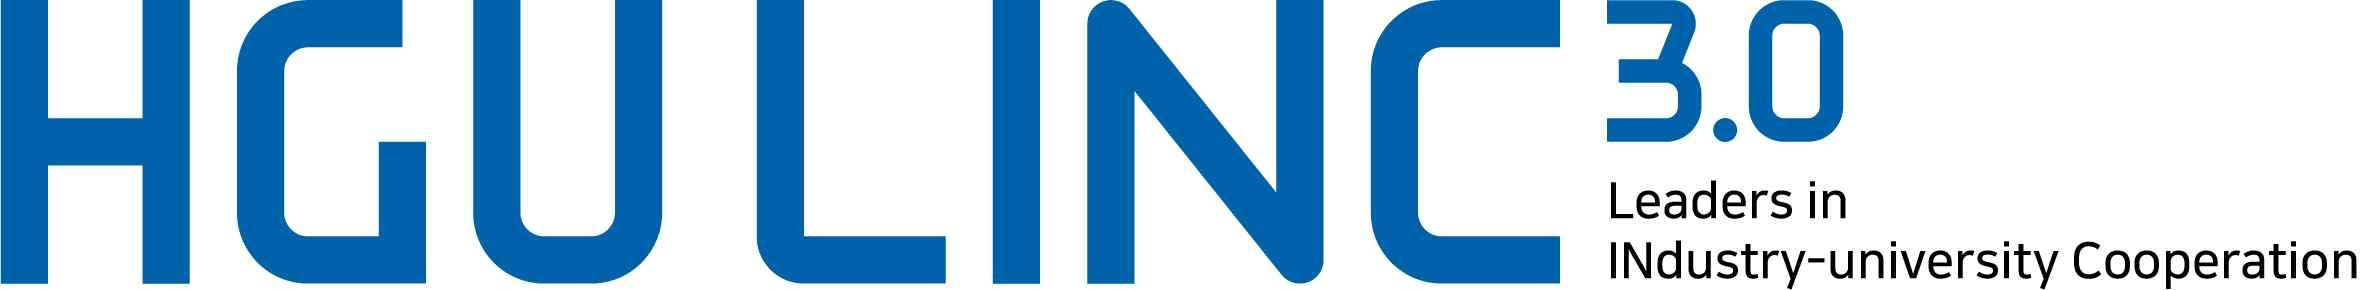 HGU LINC 3.0
Leaders in
INdustry-university Cooperation